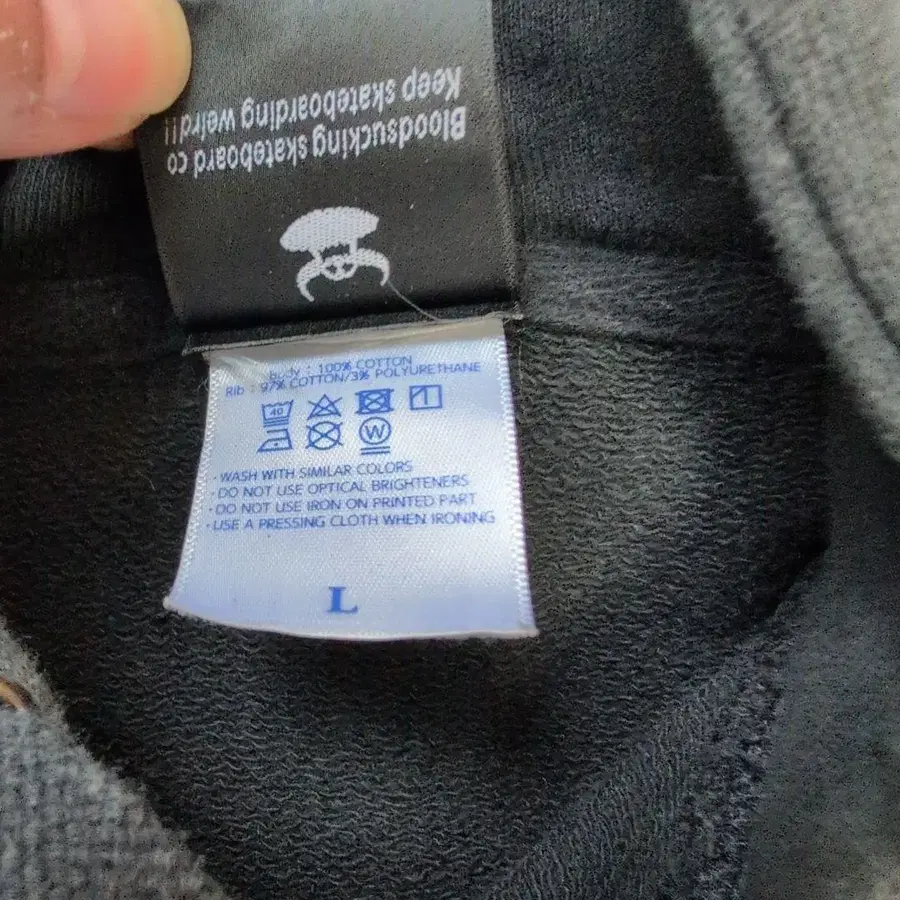 Bloodsucking skateboard co
Keep skateboarding weird!!
Body : 100% COTTON
Rib : 97% COTTON/3% POLYURETHANE
40
W
· WASH WITH SIMILAR COLORS
· DO NOT USE OPTICAL BRIGHTENERS
· DO NOT USE IRON ON PRINTED PART
· USE A PRESSING CLOTH WHEN IRONING
L